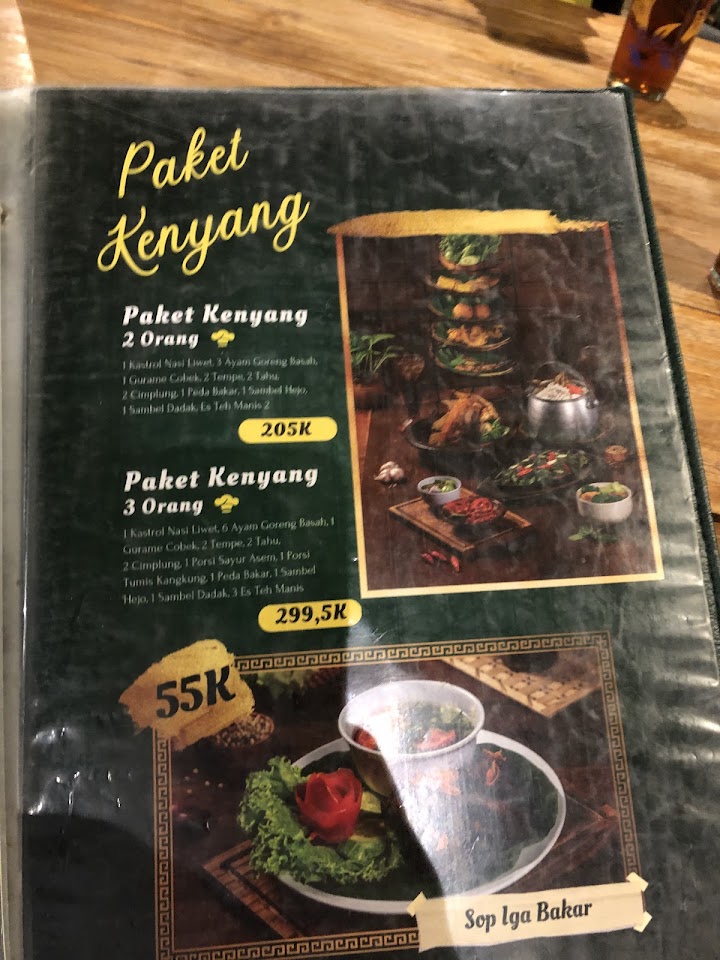 Paket
Kenyang
Paket Kenyang
2 Orang
1 Kastrol Nasi Liwet, 3 Ayam Goreng Basah,
1 Gurame Cobek, 2 Tempe, 2 Tahu,
2 Cimplung, 1 Peda Bakar, 1 Sambel Hejo,
1 Sambel Dadak, Es Teh Manis 2
205K
Paket Kenyang
3 Orang
1 Kastrol Nasi Liwet, 6 Ayam Goreng Basah, 1
Gurame Cobek, 2 Tempe, 2 Tahu,
2 Cimplung, 1 Porsi Sayur Asem, 1 Porsi
Tumis Kangkung, 1 Peda Bakar, 1 Sambel
Hejo, 1 Sambel Dadak, 3 Es Teh Manis
299,5K
55K
Sop Iga Bakar